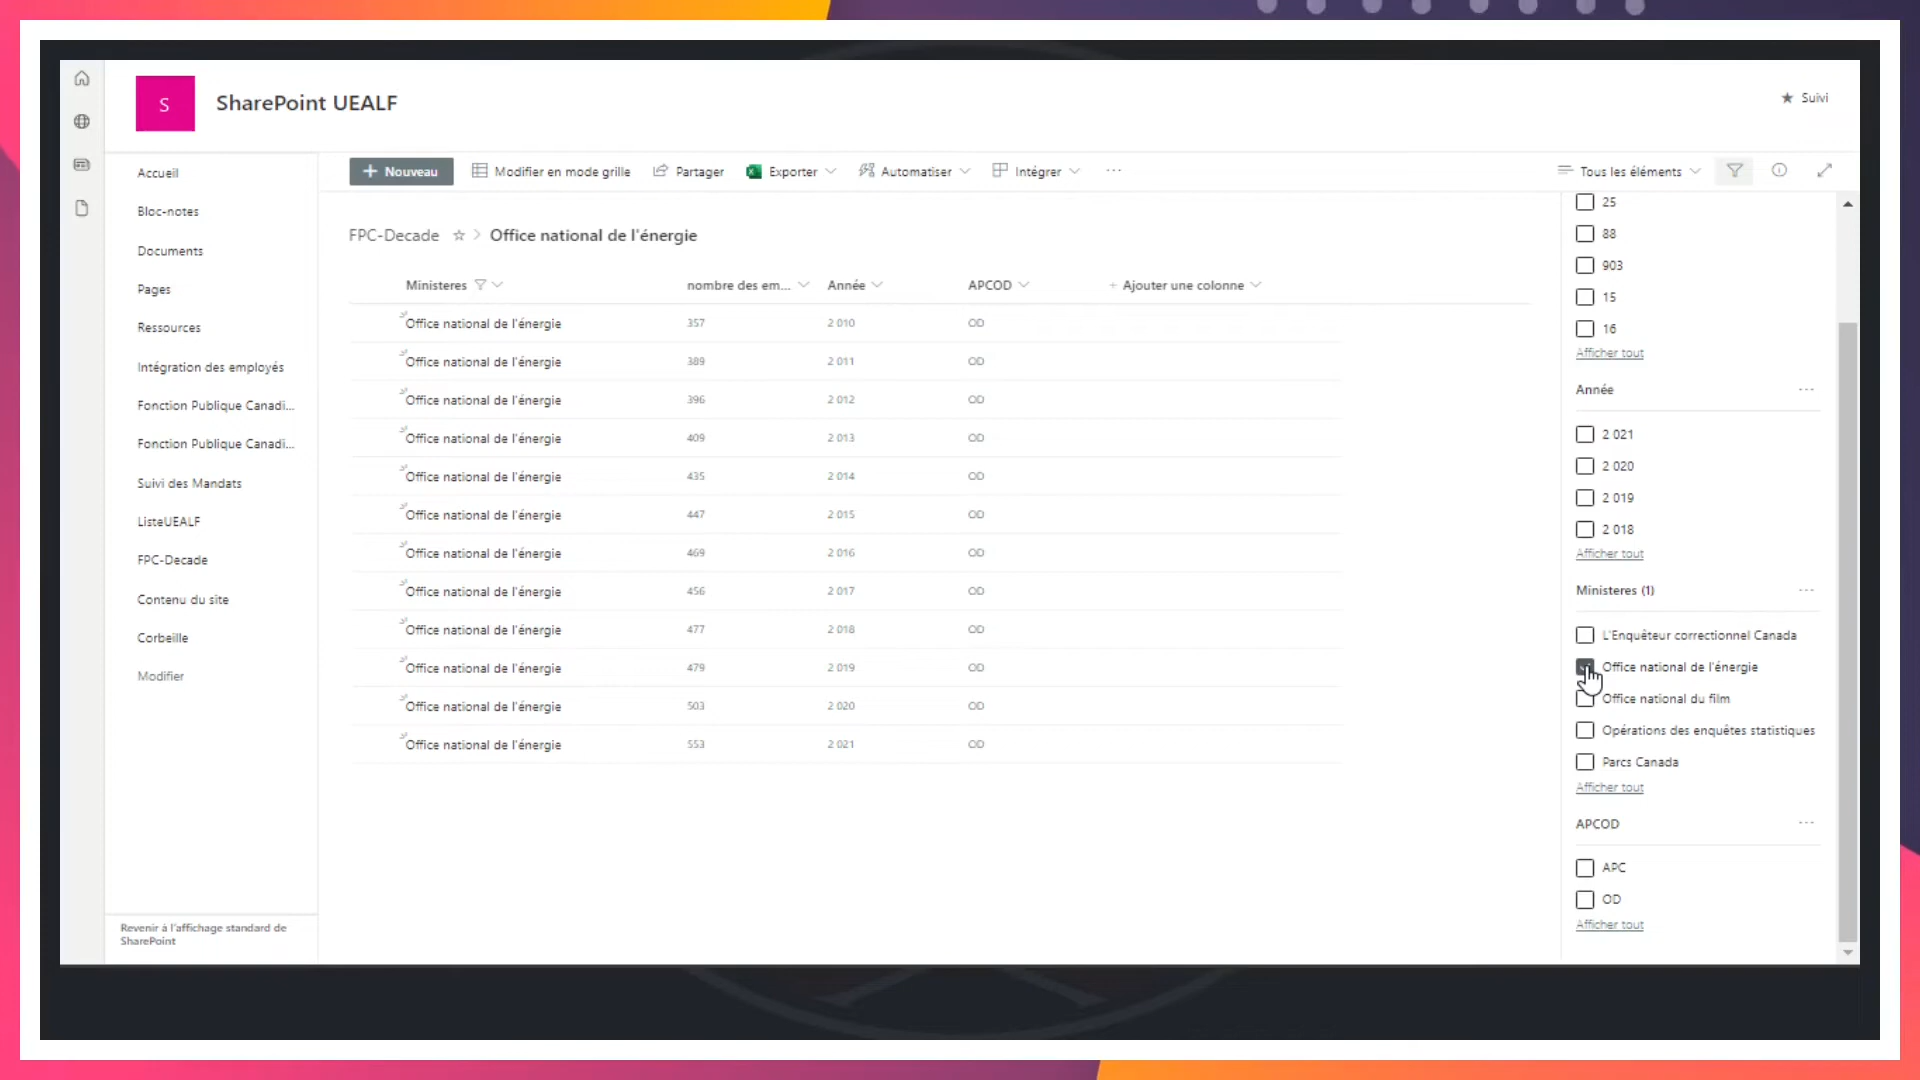 S
SharePoint UEALF
Suivi
Accueil
Bloc-notes
Documents
Pages
Ressources
Intégration des employés
Fonction Publique Canadi...
Fonction Publique Canadi...
Suivi des Mandats
ListeUEALF
FPC-Decade
Contenu du site
Corbeille
Modifier
Revenir à l'affichage standard de
SharePoint
+ Nouveau Modifier en mode grille Partager Exporter Automatiser Intégrer ... Tous les éléments
FPC-Decade > Office national de l'énergie
Ministeres nombre des em... Année APCOD + Ajouter une colonne
Office national de l'énergie 357 2 010 OD
Office national de l'énergie 389 2 011 OD
Office national de l'énergie 396 2 012 OD
Office national de l'énergie 409 2 013 OD
Office national de l'énergie 435 2 014 OD
Office national de l'énergie 447 2 015 OD
Office national de l'énergie 469 2 016 OD
Office national de l'énergie 456 2 017 OD
Office national de l'énergie 477 2 018 OD
Office national de l'énergie 479 2 019 OD
Office national de l'énergie 503 2 020 OD
Office national de l'énergie 553 2 021 OD
25
88
903
15
16
Afficher tout
Année ...
2 021
2 020
2 019
2 018
Afficher tout
Ministeres (1) ...
L'Enquêteur correctionnel Canada
Office national de l'énergie
Office national du film
Opérations des enquêtes statistiques
Parcs Canada
Afficher tout
APCOD ...
APC
OD
Afficher tout